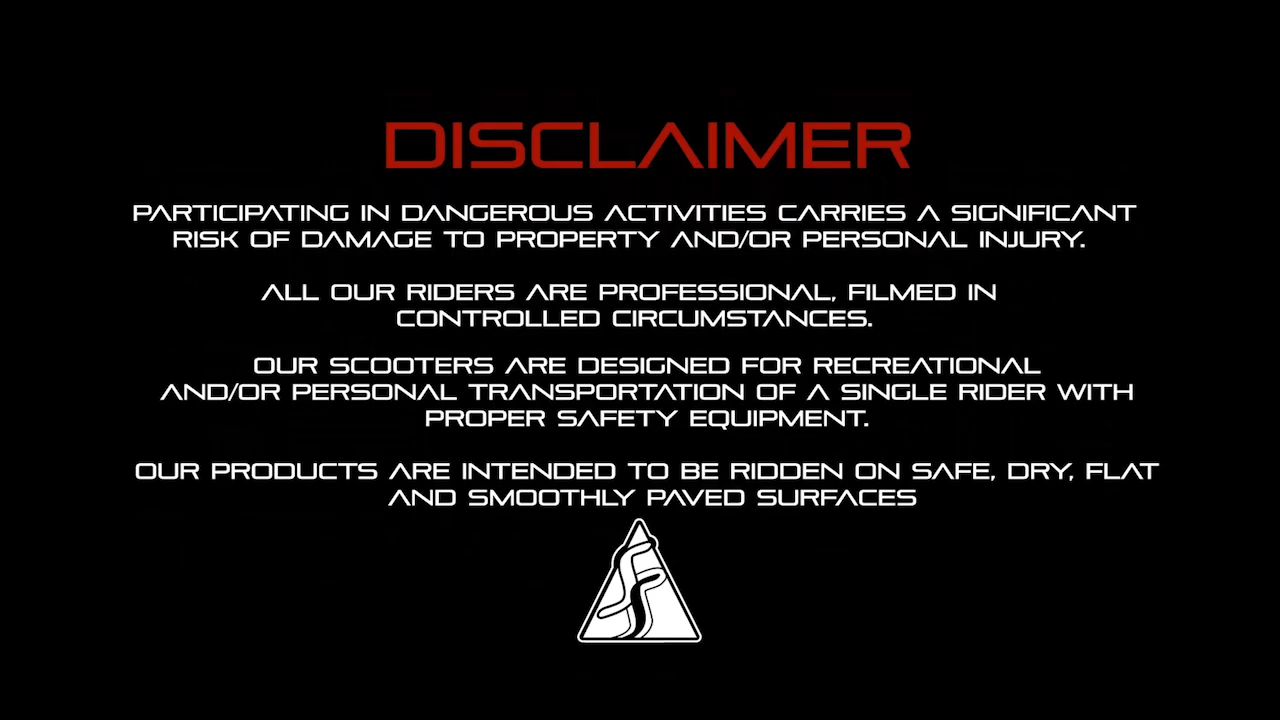 DISCLAIMER
PARTICIPATING IN DANGEROUS ACTIVITIES CARRIES A SIGNIFICANT
RISK OF DAMAGE TO PROPERTY AND/OR PERSONAL INJURY.
ALL OUR RIDERS ARE PROFESSIONAL, FILMED IN
CONTROLLED CIRCUMSTANCES.
OUR SCOOTERS ARE DESIGNED FOR RECREATIONAL
AND/OR PERSONAL TRANSPORTATION OF A SINGLE RIDER WITH
PROPER SAFETY EQUIPMENT.
OUR PRODUCTS ARE INTENDED TO BE RIDDEN ON SAFE, DRY, FLAT
AND SMOOTHLY PAVED SURFACES